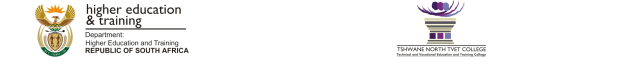 higher education
& training
Department:
Higher Education and Training
REPUBLIC OF SOUTH AFRICA
TSHWANE NORTH TVET COLLEGE
Technical and Vocational Education and Training College